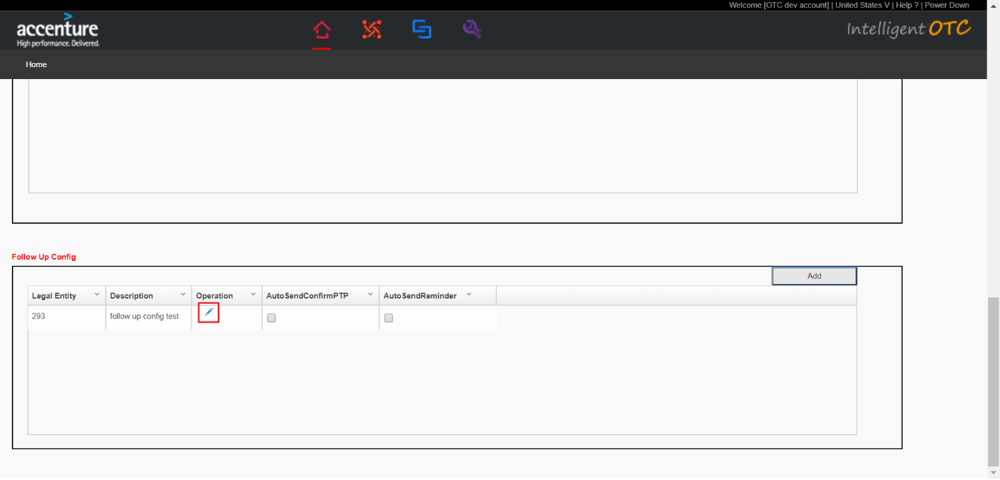 Welcome [OTC dev account] | United States V | Help ? | Power Down
accenture
High performance. Delivered.
Intelligent OTC
Home
Follow Up Config
Add
Legal Entity Description Operation AutoSendConfirmPTP AutoSendReminder
293 follow up config test